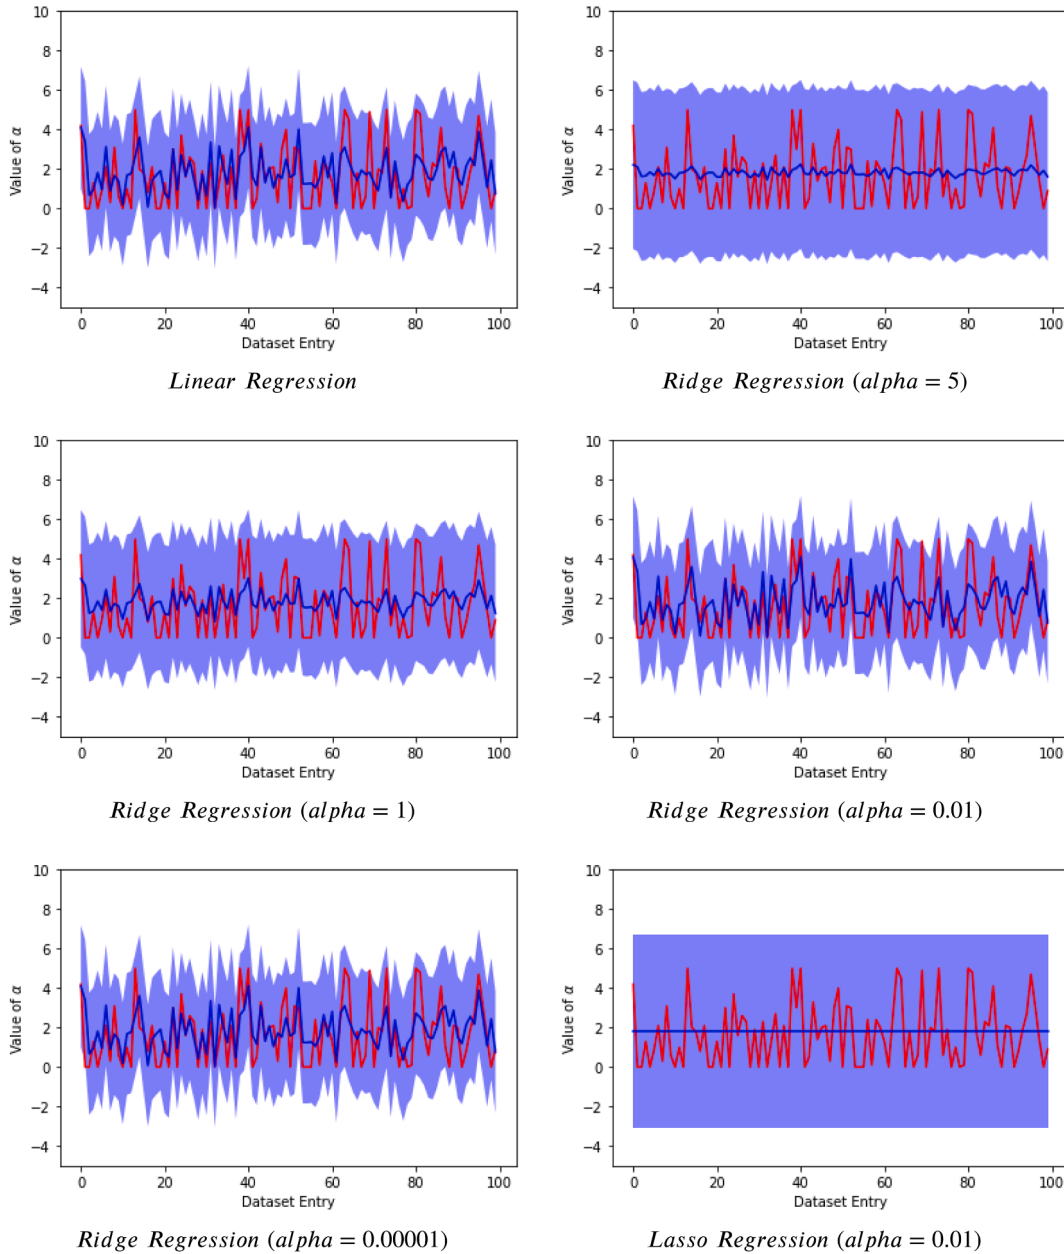 10
8
6
4
2
0
−2
−4
Value of α
0 20 40 60 80 100
Dataset Entry
Linear Regression
10
8
6
4
2
0
−2
−4
Value of α
0 20 40 60 80 100
Dataset Entry
Ridge Regression (alpha = 5)
10
8
6
4
2
0
−2
−4
Value of α
0 20 40 60 80 100
Dataset Entry
Ridge Regression (alpha = 1)
10
8
6
4
2
0
−2
−4
Value of α
0 20 40 60 80 100
Dataset Entry
Ridge Regression (alpha = 0.01)
10
8
6
4
2
0
−2
−4
Value of α
0 20 40 60 80 100
Dataset Entry
Ridge Regression (alpha = 0.00001)
10
8
6
4
2
0
−2
−4
Value of α
0 20 40 60 80 100
Dataset Entry
Lasso Regression (alpha = 0.01)